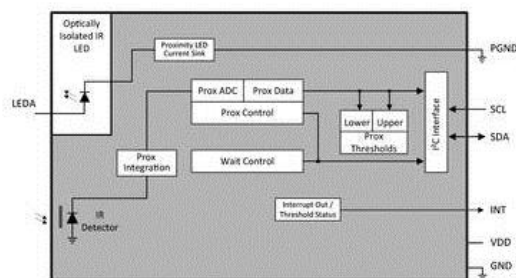 Optically
Isolated IR
LED
Proximity LED
Current Sink
PGND
LEDA
Prox ADC
Prox Data
Prox Control
Lower
Upper
Prox
Thresholds
I²C Interface
SCL
SDA
Prox
Integration
Wait Control
IR
Detector
Interrupt Out /
Threshold Status
INT
VDD
GND